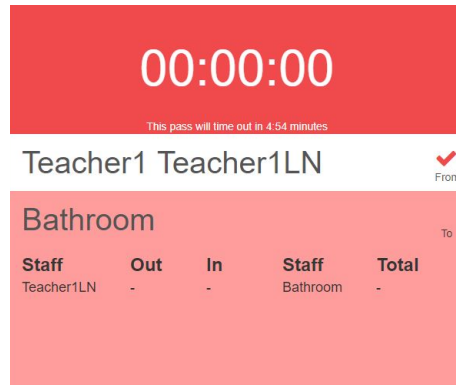 00:00:00
This pass will time out in 4:54 minutes
Teacher1 Teacher1LN
From
Bathroom
To
Staff Out In Staff Total
Teacher1LN - - Bathroom -